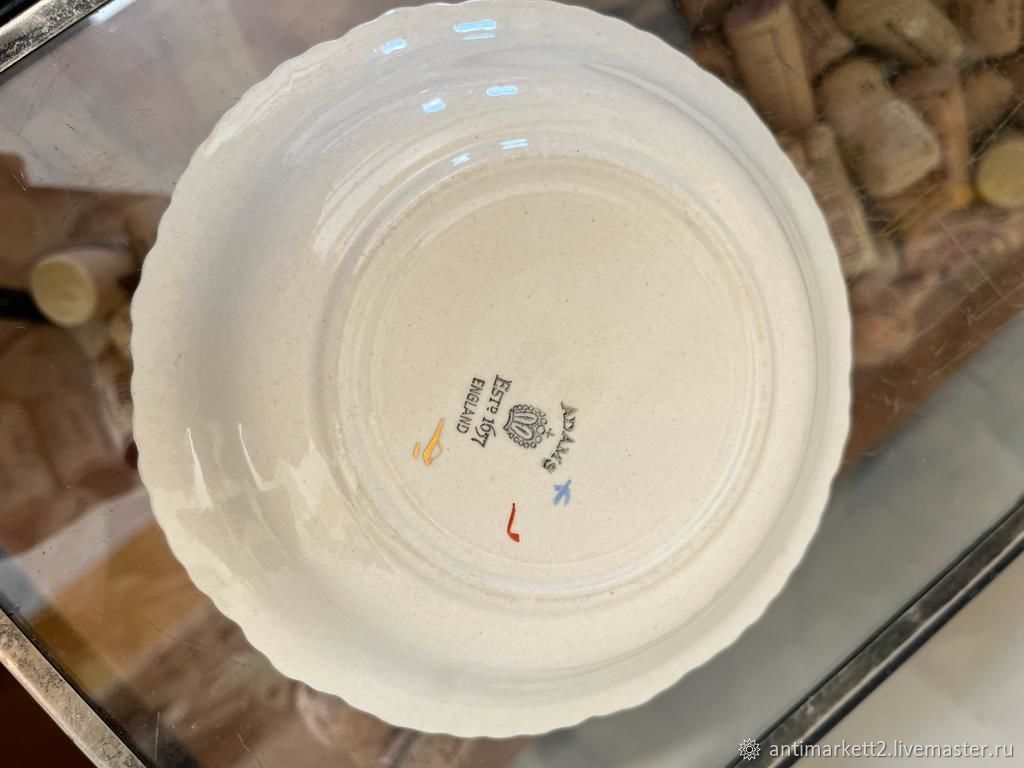 ADAMS
ESTD 1657
ENGLAND
antimarkett2.livemaster.ru